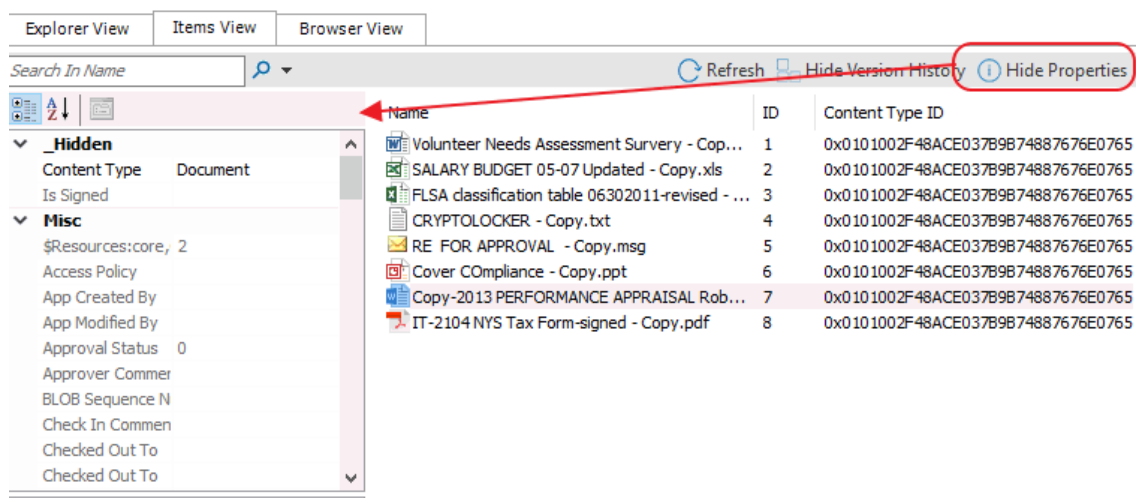 Explorer View Items View Browser View
Search In Name Refresh Hide Version History Hide Properties
A Z
Name ID Content Type ID
_Hidden
Content Type Document
Is Signed
Misc
$Resources:core, 2
Access Policy
App Created By
App Modified By
Approval Status 0
Approver Commer
BLOB Sequence N
Check In Commen
Checked Out To
Checked Out To
Volunteer Needs Assessment Survery - Cop... 1 0x0101002F48ACE037B9B74887676E0765
SALARY BUDGET 05-07 Updated - Copy.xls 2 0x0101002F48ACE037B9B74887676E0765
FLSA classification table 06302011-revised - ... 3 0x0101002F48ACE037B9B74887676E0765
CRYPTOLOCKER - Copy.txt 4 0x0101002F48ACE037B9B74887676E0765
RE  FOR APPROVAL  - Copy.msg 5 0x0101002F48ACE037B9B74887676E0765
Cover COmpliance - Copy.ppt 6 0x0101002F48ACE037B9B74887676E0765
Copy-2013 PERFORMANCE APPRAISAL Rob... 7 0x0101002F48ACE037B9B74887676E0765
IT-2104 NYS Tax Form-signed - Copy.pdf 8 0x0101002F48ACE037B9B74887676E0765